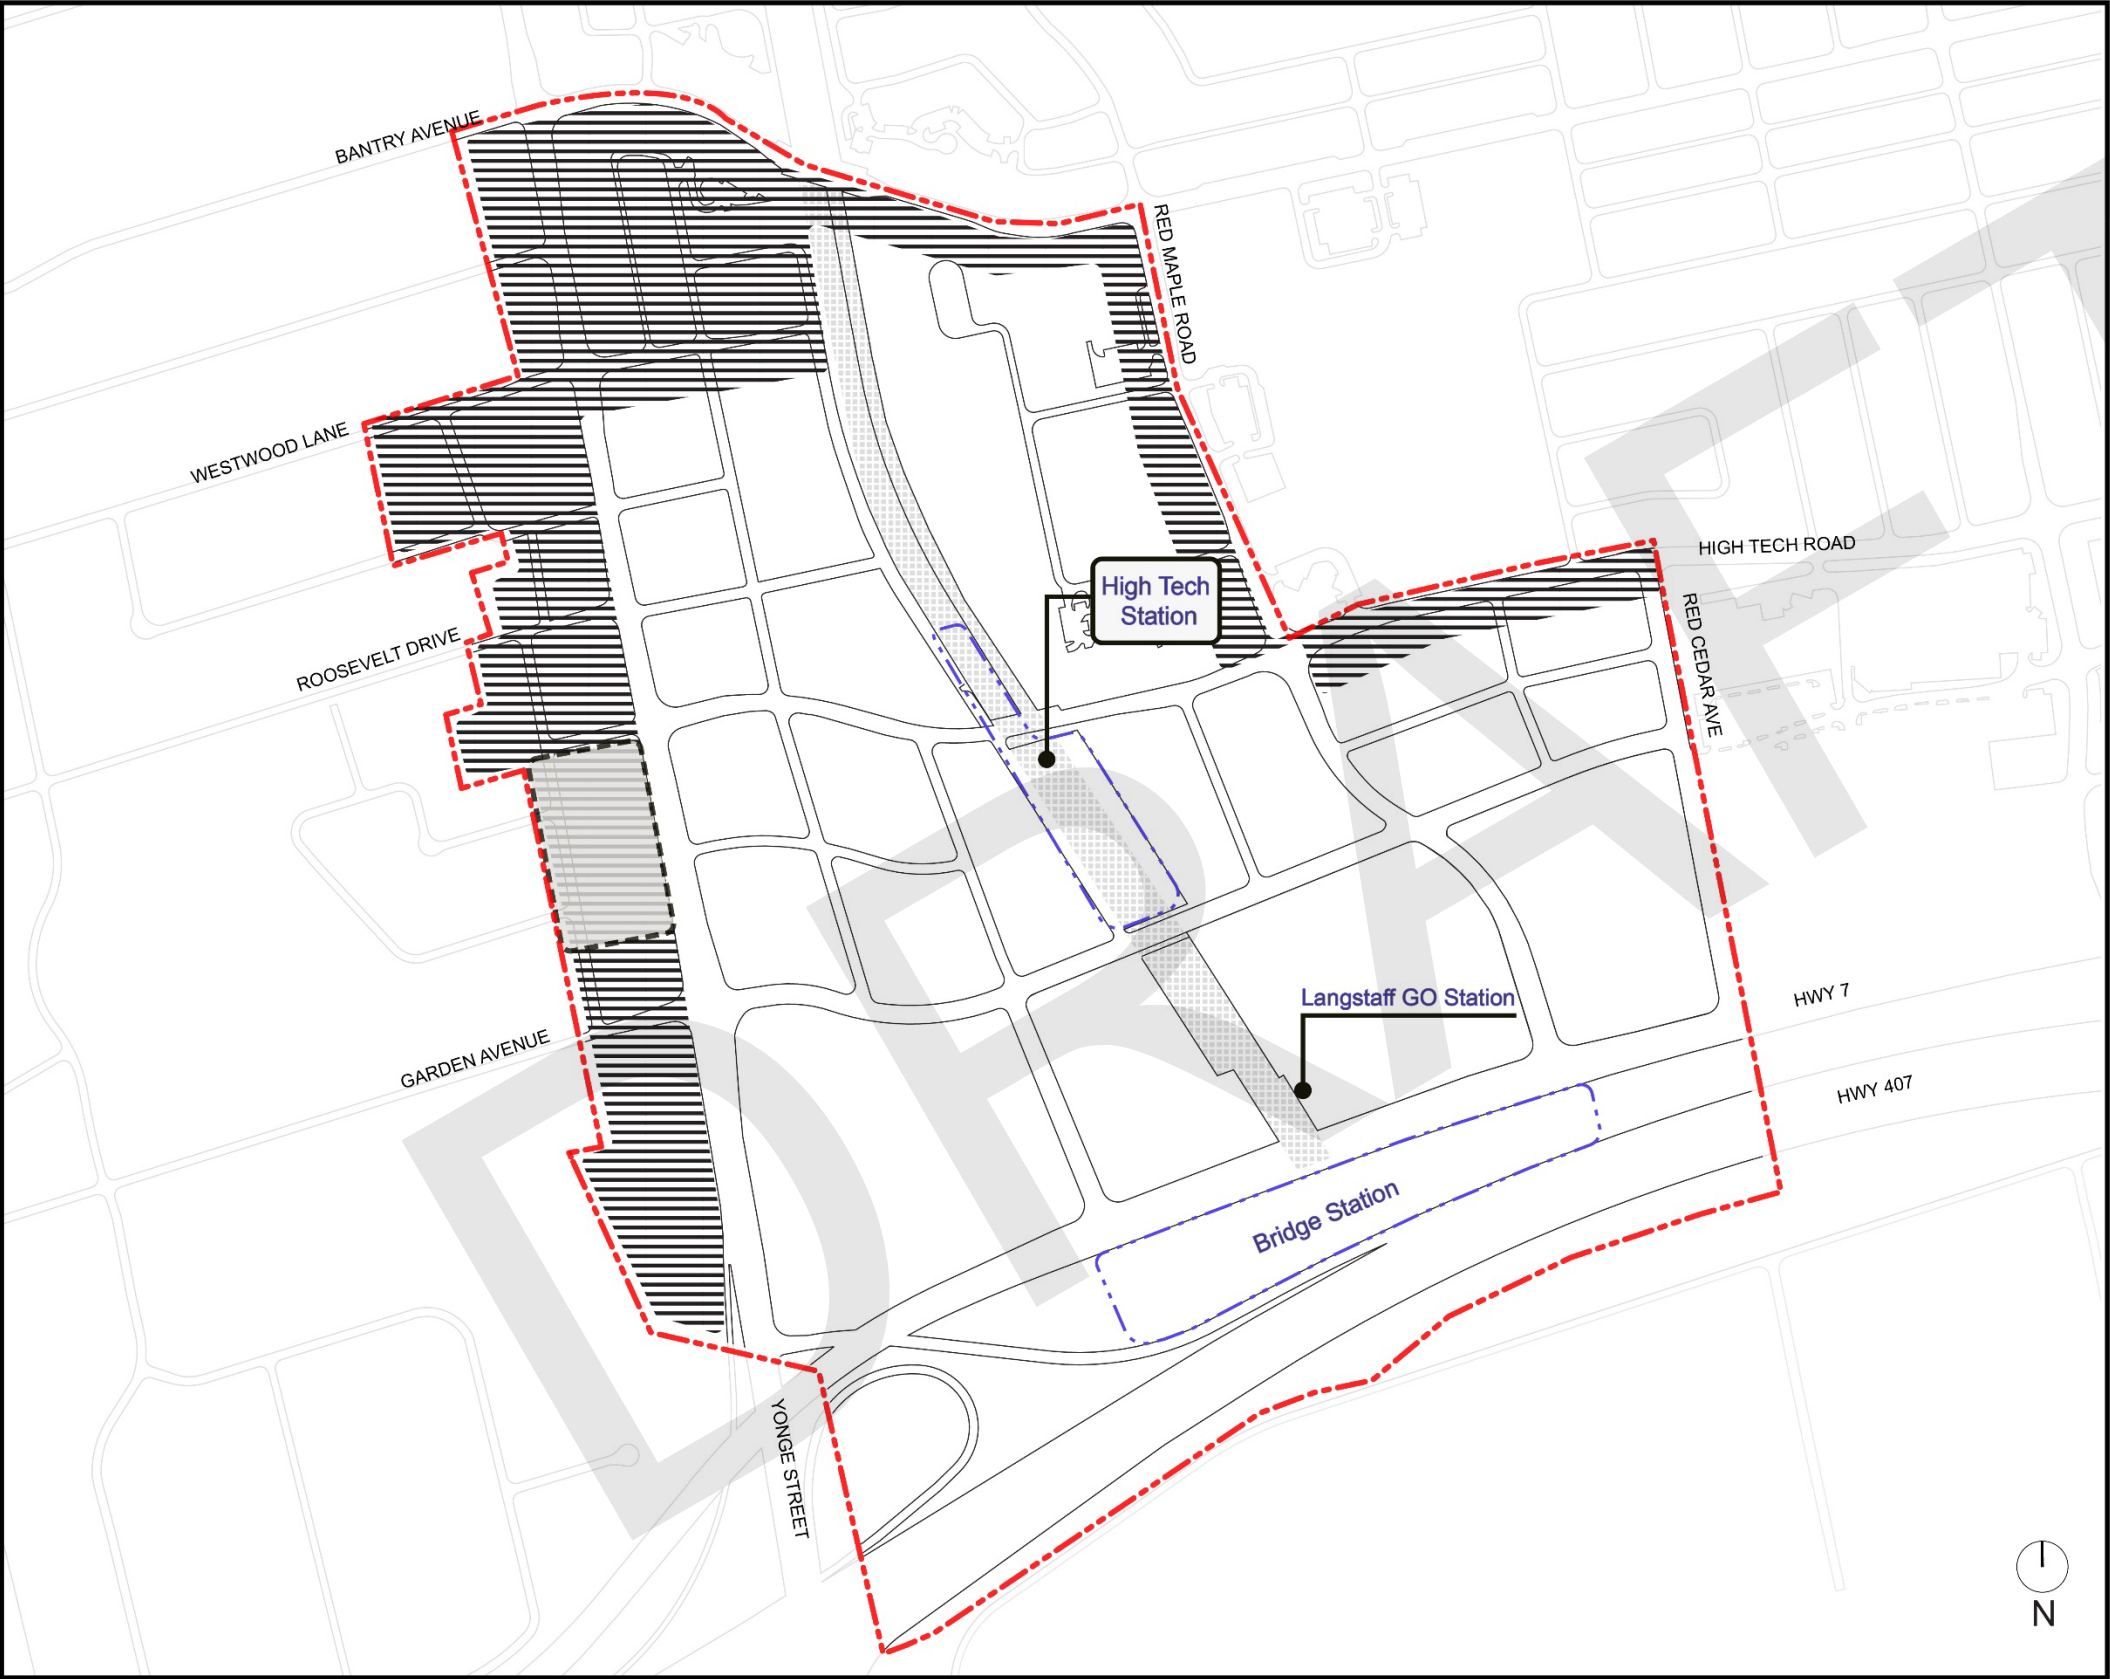 BANTRY AVENUE
RED MAPLE ROAD
WESTWOOD LANE
HIGH TECH ROAD
High Tech
Station
RED CEDAR AVE
ROOSEVELT DRIVE
HWY 7
Langstaff GO Station
GARDEN AVENUE
HWY 407
Bridge Station
YONGE STREET
N
DRAFT